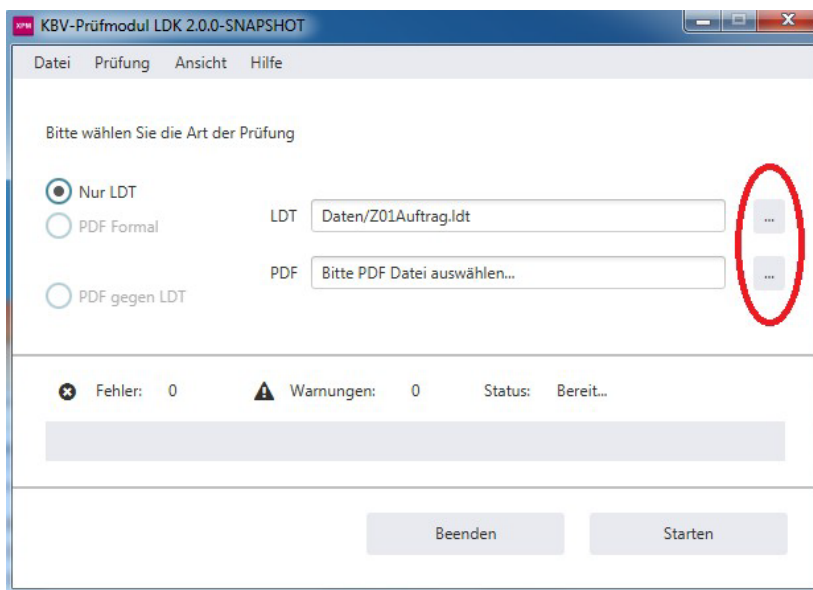 XPM KBV-Prüfmodul LDK 2.0.0-SNAPSHOT
Datei Prüfung Ansicht Hilfe
Bitte wählen Sie die Art der Prüfung
Nur LDT
LDT Daten/Z01Auftrag.ldt ...
PDF Formal
PDF Bitte PDF Datei auswählen... ...
PDF gegen LDT
Fehler: 0 Warnungen: 0 Status: Bereit...
Beenden Starten